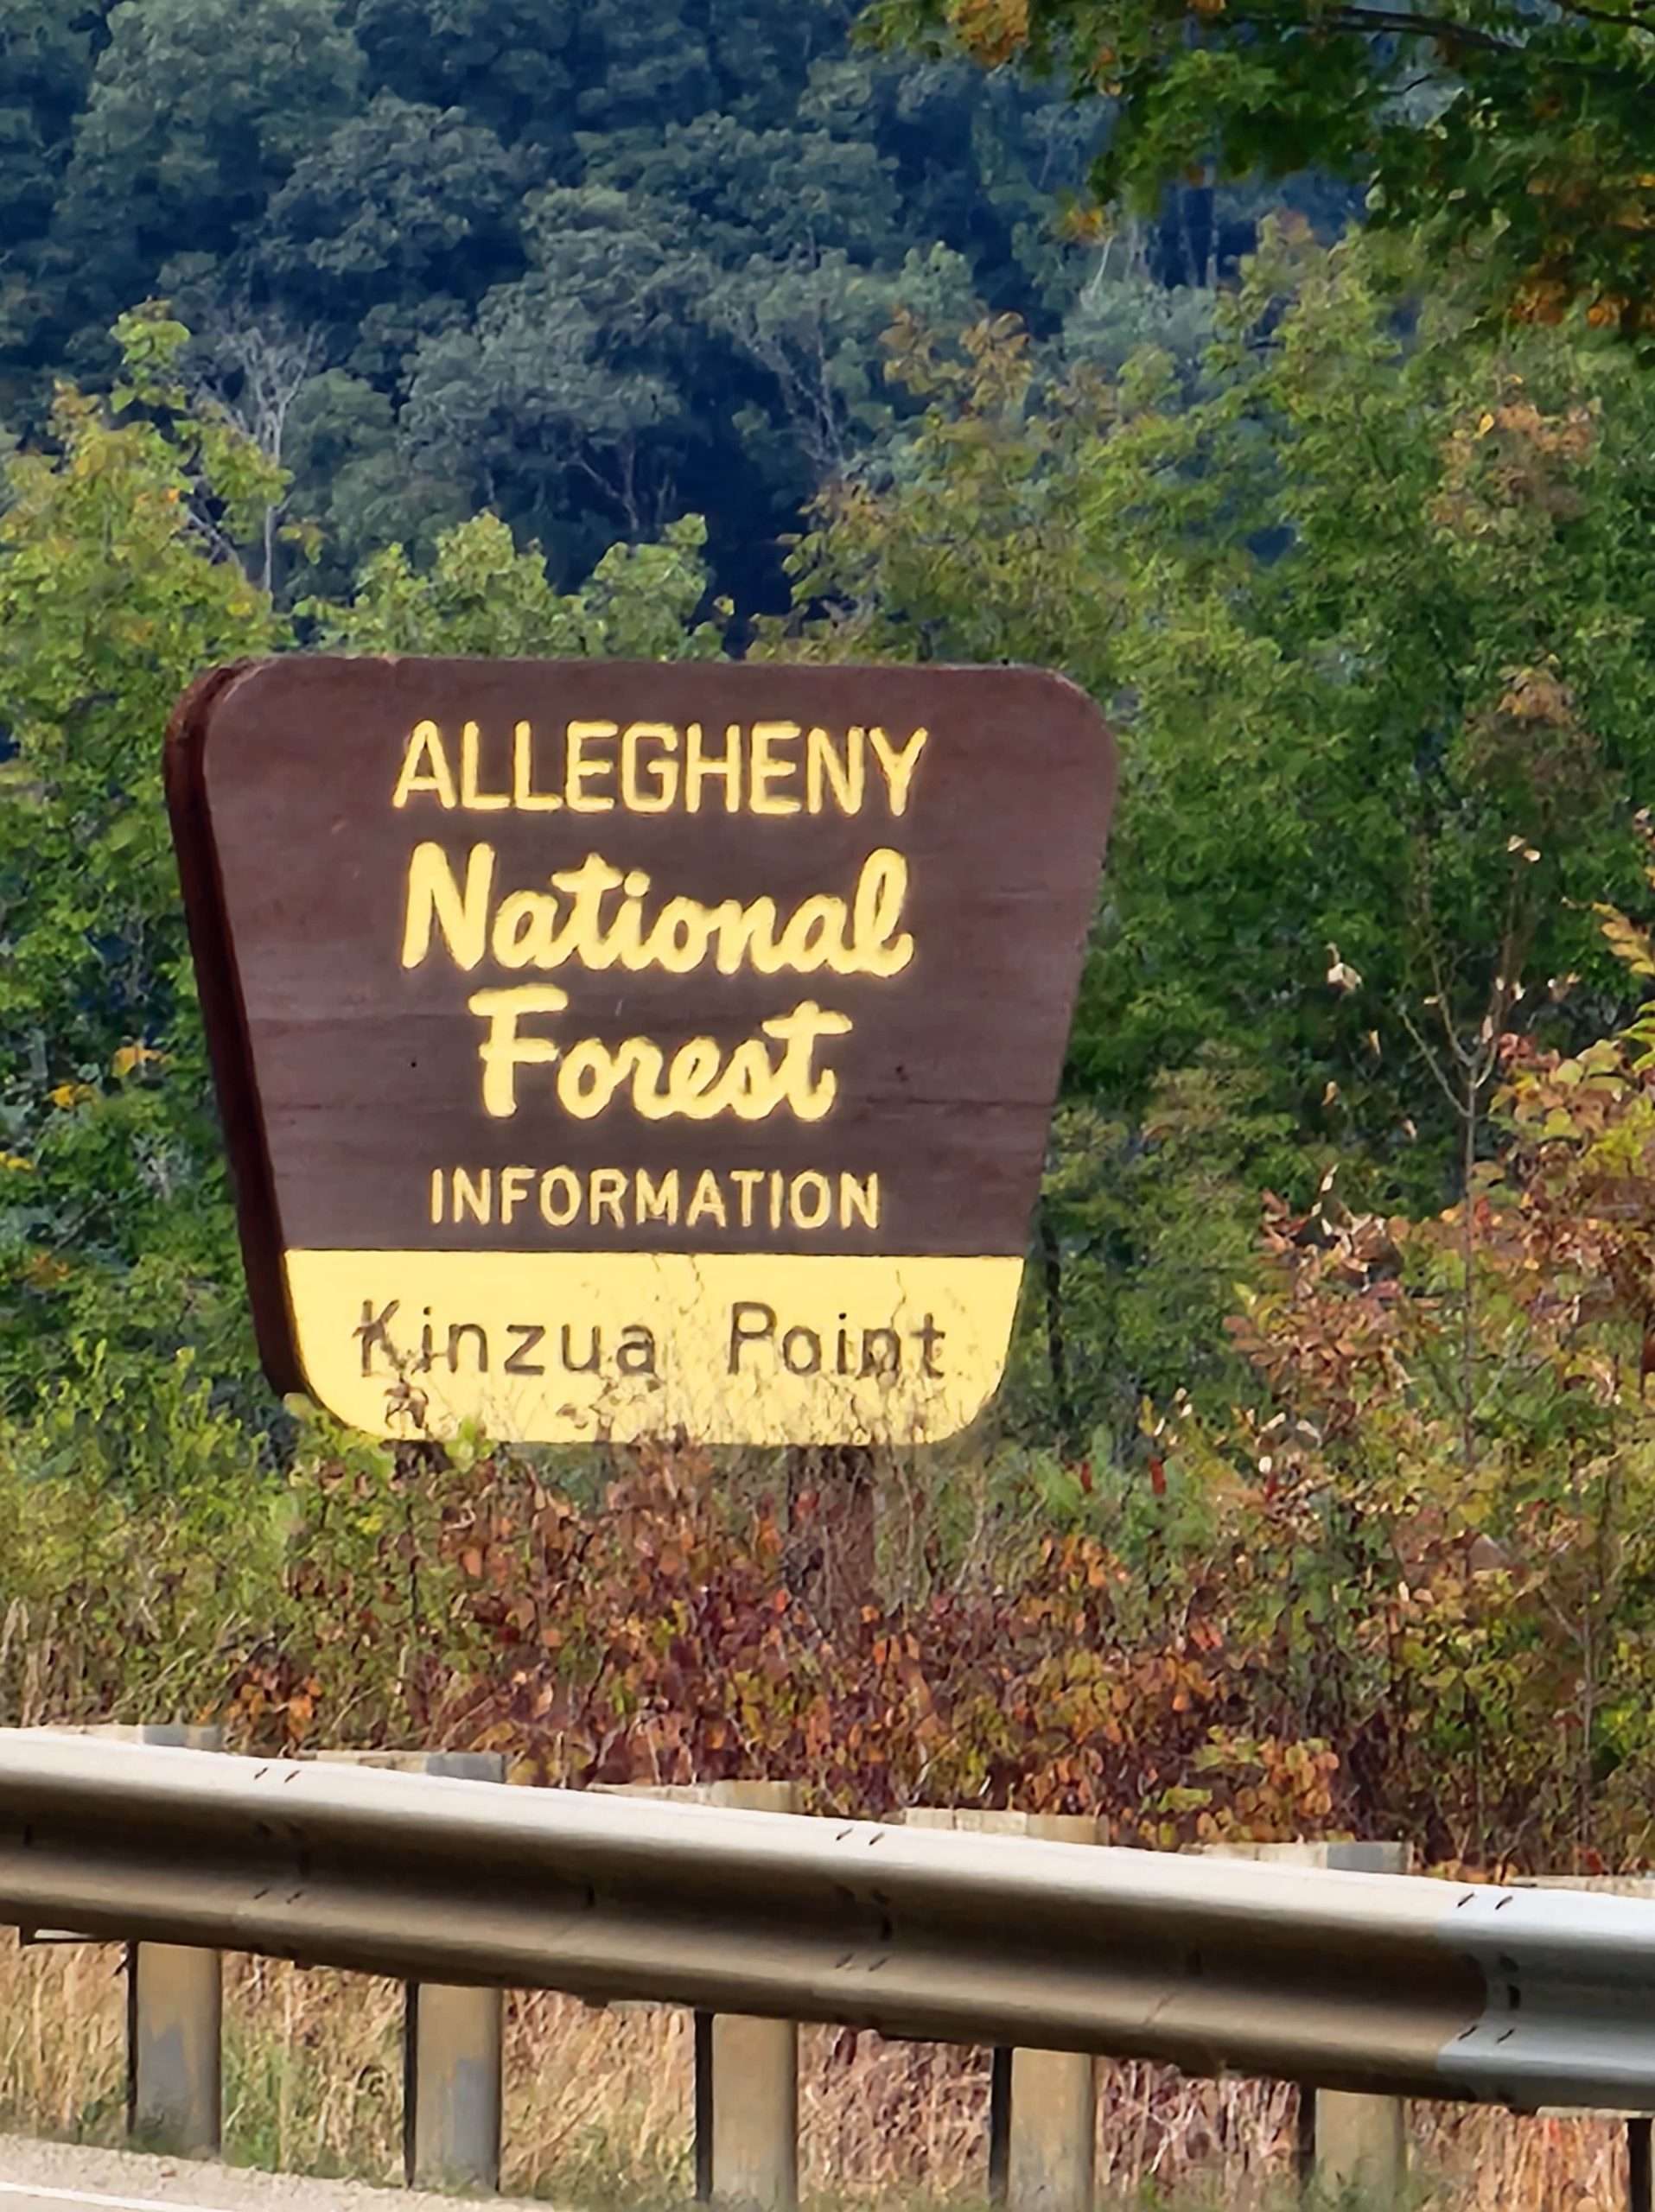 ALLEGHENY
National
Forest
INFORMATION
Kinzua Point